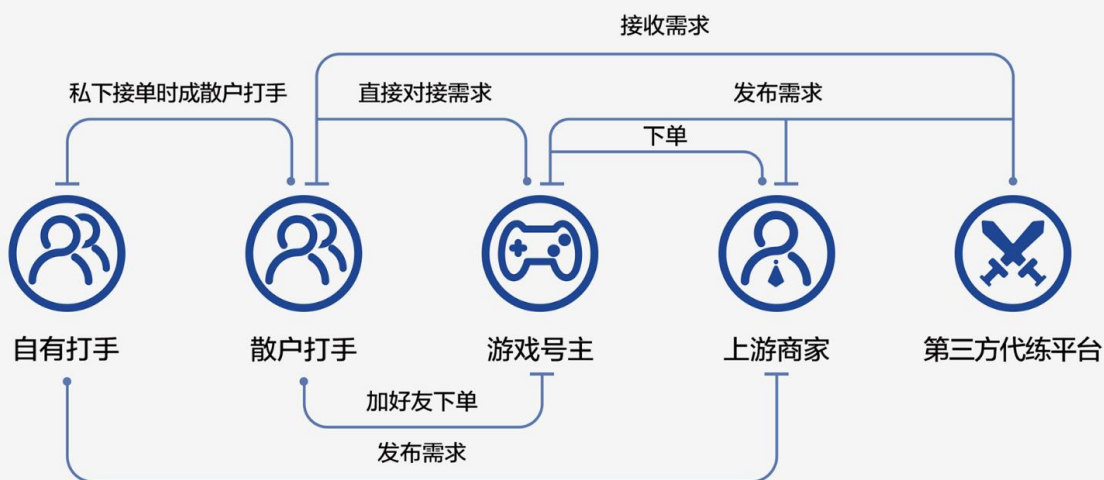 接收需求
私下接单时成散户打手
直接对接需求
发布需求
下单
自有打手
散户打手
游戏号主
上游商家
第三方代练平台
加好友下单
发布需求